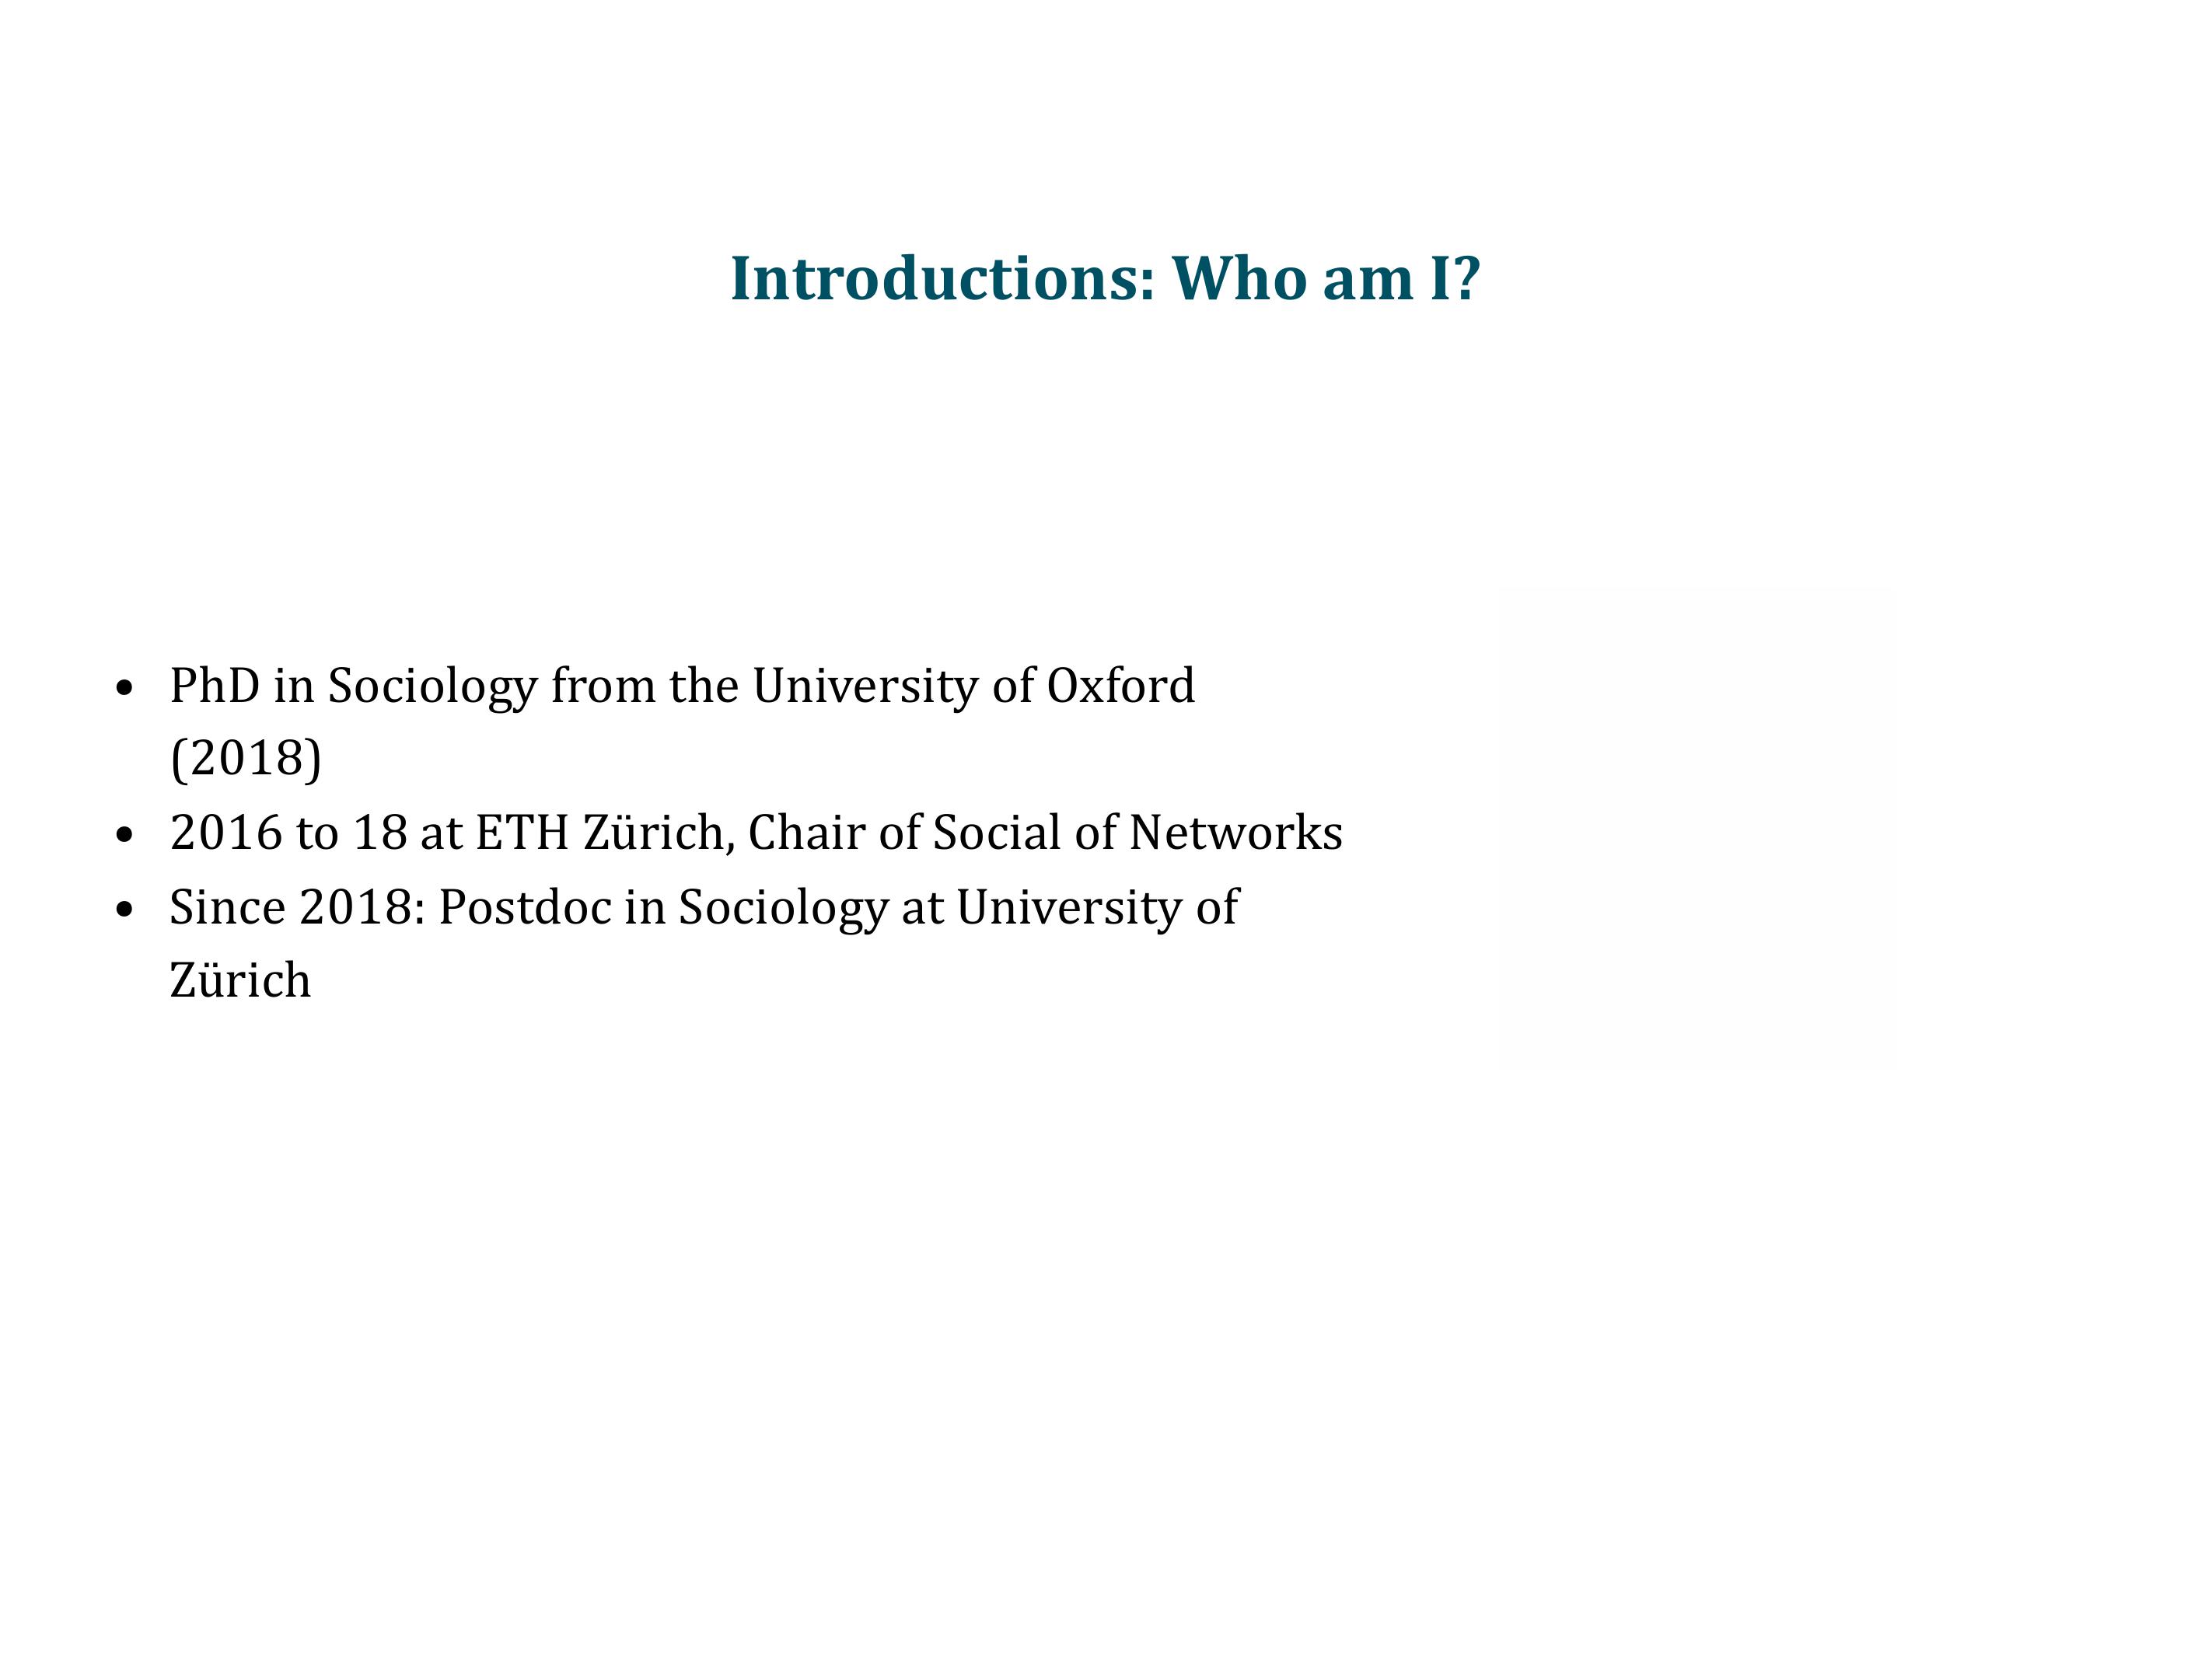 Introductions: Who am I?
• PhD in Sociology from the University of Oxford
(2018)
• 2016 to 18 at ETH Zürich, Chair of Social of Networks
• Since 2018: Postdoc in Sociology at University of
Zürich